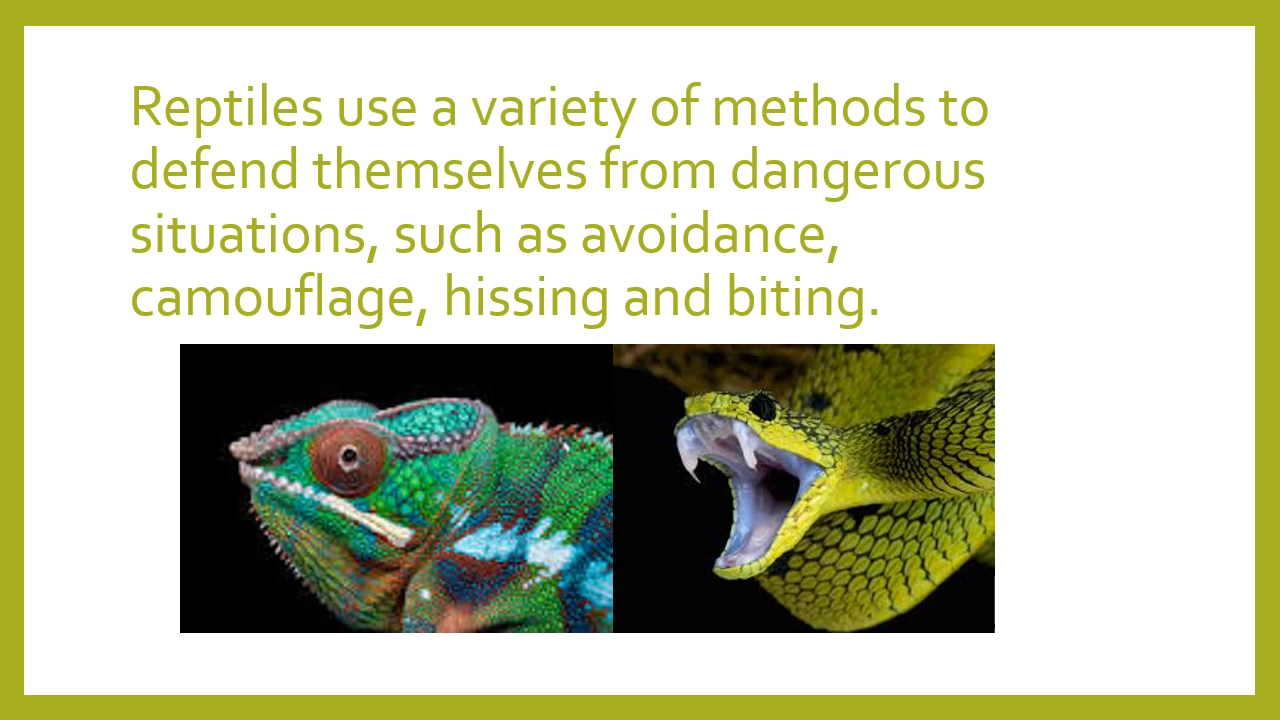 Reptiles use a variety of methods to
defend themselves from dangerous
situations, such as avoidance,
camouflage, hissing and biting.